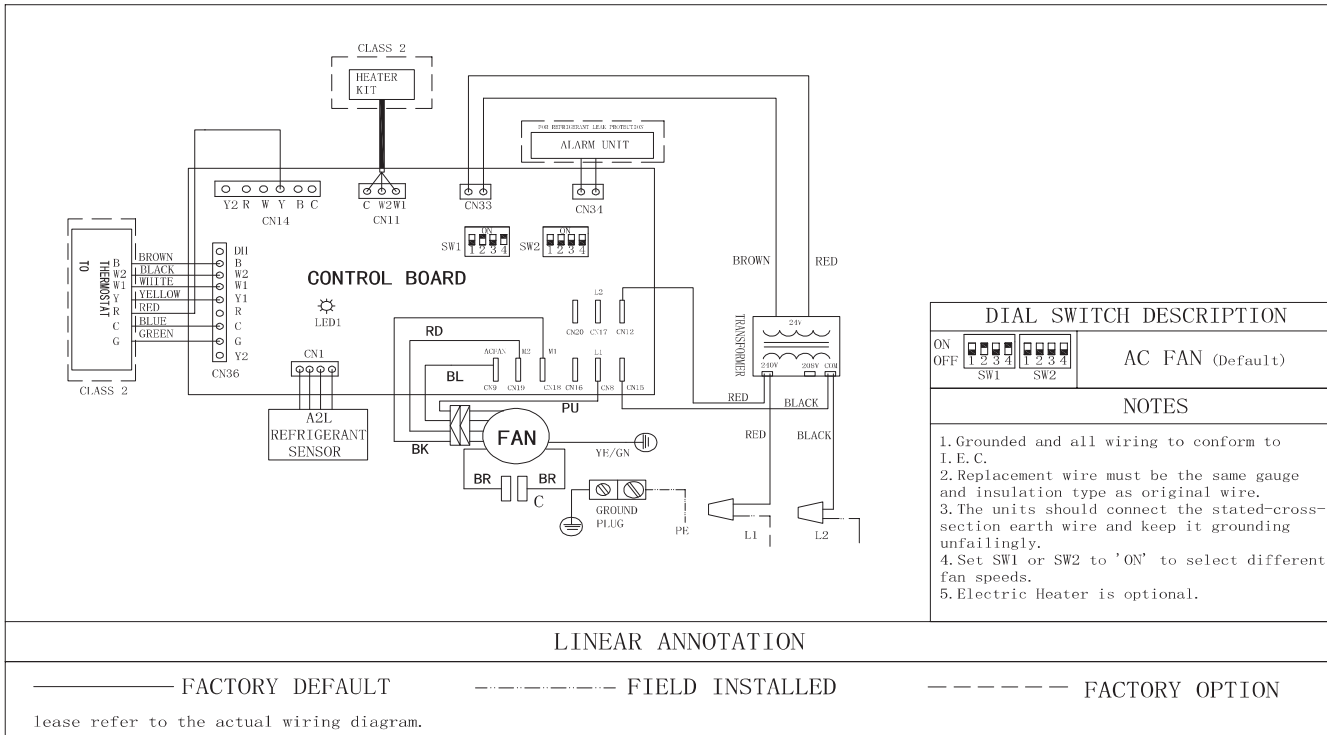 CLASS 2
HEATER
KIT
FOR REFRIGERANT LEAK PROTECTION
ALARM UNIT
Y2 R W Y B C
CN14
C W2 W1
CN11
CN33
CN34
ON
SW1 1 2 3 4
ON
SW2 1 2 3 4
BROWN
RED
TO
THERMOSTAT
B
W2
W1
Y
R
C
G
CLASS 2
BROWN
BLACK
WHITE
YELLOW
RED
BLUE
GREEN
DH
B
W2
W1
Y1
R
C
G
Y2
CN36
CONTROL BOARD
LED1
CN1
A2L
REFRIGERANT
SENSOR
L2
CN20 CN17 CN12
RD
BL
ACFAN M2 M1 L1
CN9 CN19 CN18 CN16 CN8 CN15
PU
BK
FAN
BR BR
C
YE/GN
GROUND
PLUG
PE
TRANSFORMER
24V
240V 208V COM
RED
BLACK
RED
BLACK
L1
L2
DIAL SWITCH DESCRIPTION
ON
OFF
1 2 3 4
SW1
1 2 3 4
SW2
AC FAN (Default)
NOTES
1.Grounded and all wiring to conform to
I.E.C.
2.Replacement wire must be the same gauge
and insulation type as original wire.
3.The units should connect the stated-cross-
section earth wire and keep it grounding
unfailingly.
4.Set SW1 or SW2 to 'ON' to select different
fan speeds.
5.Electric Heater is optional.
LINEAR ANNOTATION
FACTORY DEFAULT
FIELD INSTALLED
FACTORY OPTION
lease refer to the actual wiring diagram.